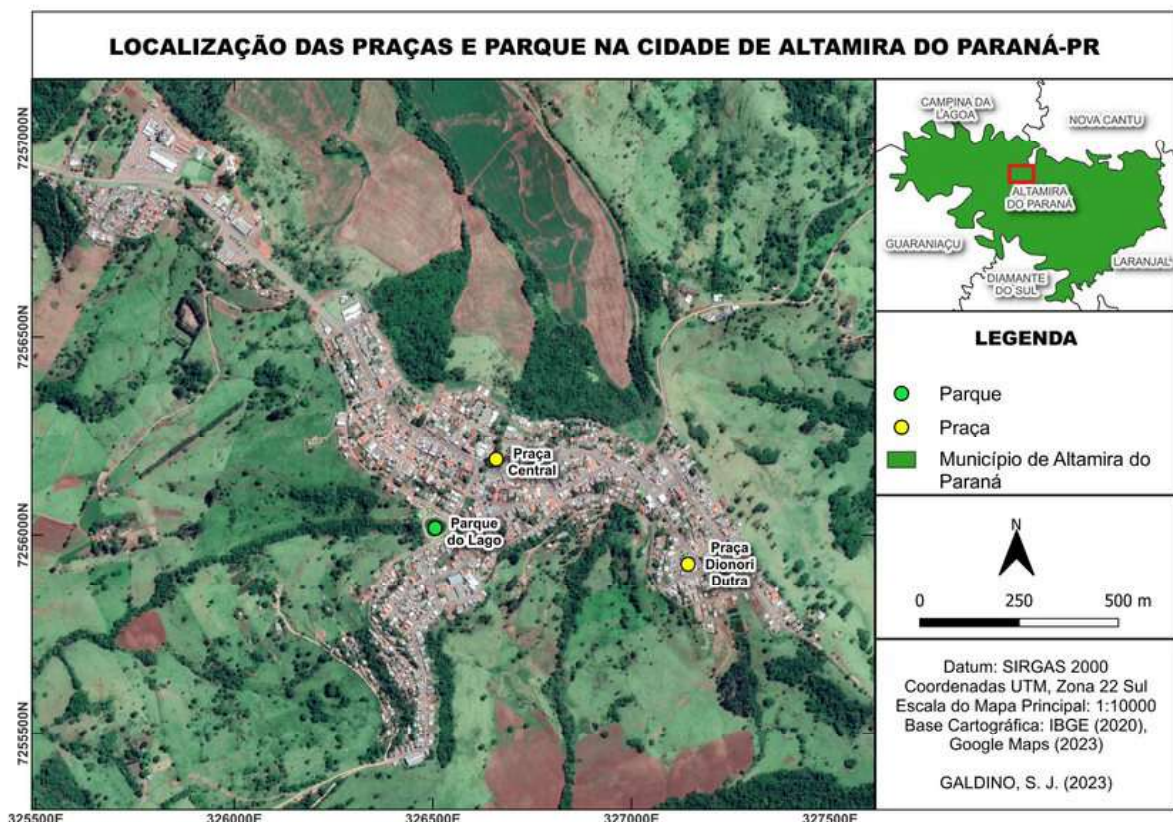 LOCALIZAÇÃO DAS PRAÇAS E PARQUE NA CIDADE DE ALTAMIRA DO PARANÁ-PR
7257000N
7256500N
7256000N
7255500N
325500E
326000E
326500E
327000E
327500E
Praça
Central
Parque
do Lago
Praça
Dionori
Dutra
CAMPINA DA
LAGOA
NOVA CANTU
ALTAMIRA
DO PARANÁ
GUARANIAÇU
LARANJAL
DIAMANTE
DO SUL
LEGENDA
Parque
Praça
Município de Altamira do
Paraná
N
0 250 500 m
Datum: SIRGAS 2000
Coordenadas UTM, Zona 22 Sul
Escala do Mapa Principal: 1:10000
Base Cartográfica: IBGE (2020),
Google Maps (2023)
GALDINO, S. J. (2023)